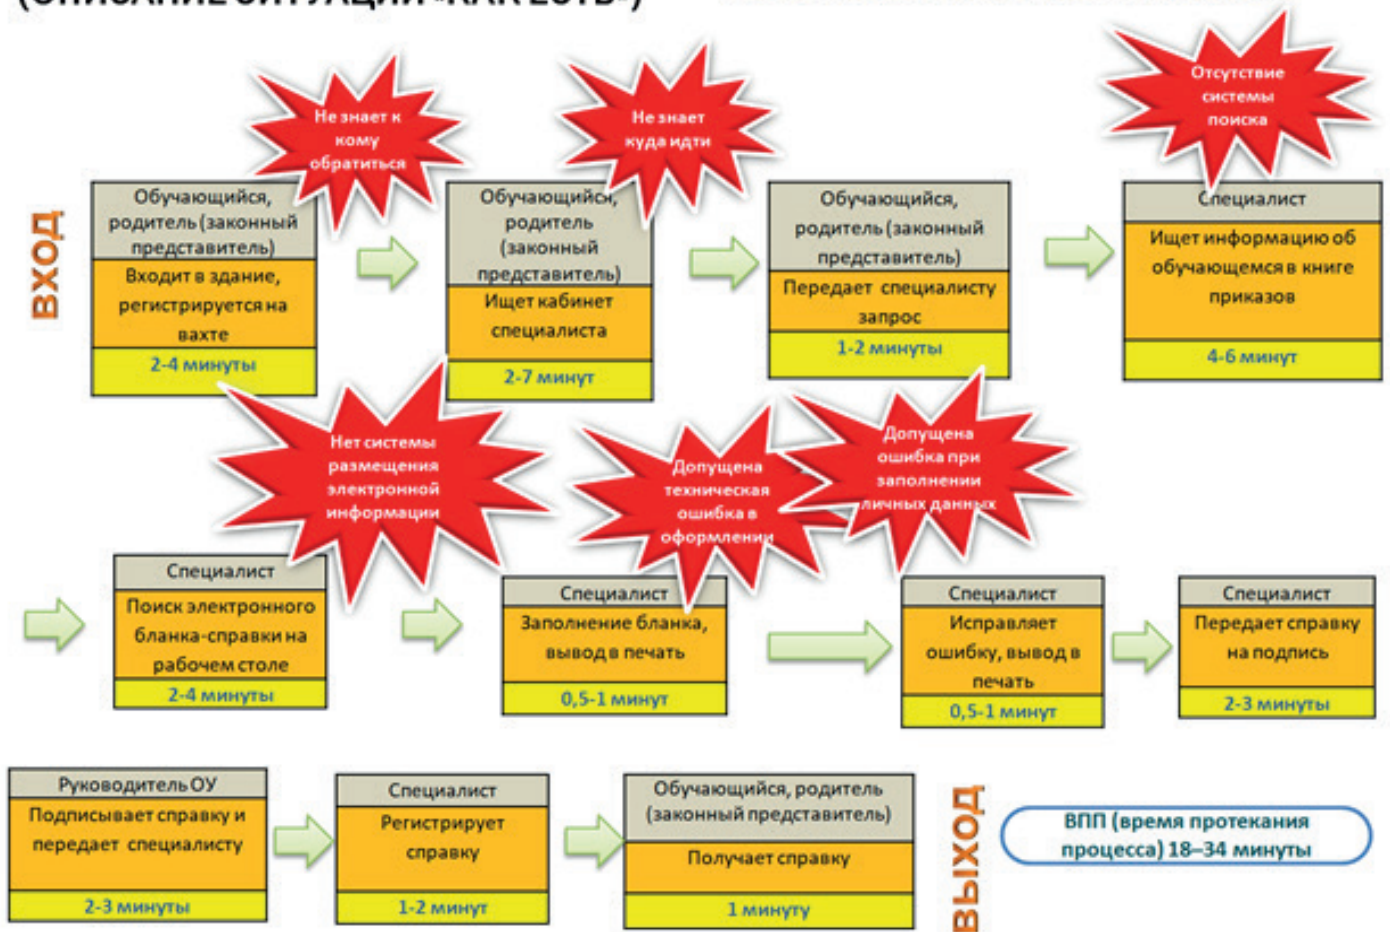 (ОПИСАНИЕ СИТУАЦИИ «КАК ЕСТЬ»)
Не знает к
кому
обратиться
Не знает
куда идти
Отсутствие
системы
поиска
ВХОД
Обучающийся,
родитель (законный
представитель)
Входит в здание,
регистрируется на
вахте
2-4 минуты
Обучающийся,
родитель
(законный
представитель)
Ищет кабинет
специалиста
2-7 минут
Обучающийся,
родитель (законный
представитель)
Передает специалисту
запрос
1-2 минуты
Специалист
Ищет информацию об
обучающемся в книге
приказов
4-6 минут
Нет системы
размещения
электронной
информации
Допущена
техническая
ошибка в
оформлении
Допущена
ошибка при
заполнении
личных данных
Специалист
Поиск электронного
бланка-справки на
рабочем столе
2-4 минуты
Специалист
Заполнение бланка,
вывод в печать
0,5-1 минут
Специалист
Исправляет
ошибку, вывод в
печать
0,5-1 минут
Специалист
Передает справку
на подпись
2-3 минуты
Руководитель ОУ
Подписывает справку и
передает специалисту
2-3 минуты
Специалист
Регистрирует
справку
1-2 минут
Обучающийся, родитель
(законный представитель)
Получает справку
1 минуту
ВЫХОД
ВПП (время протекания
процесса) 18–34 минуты